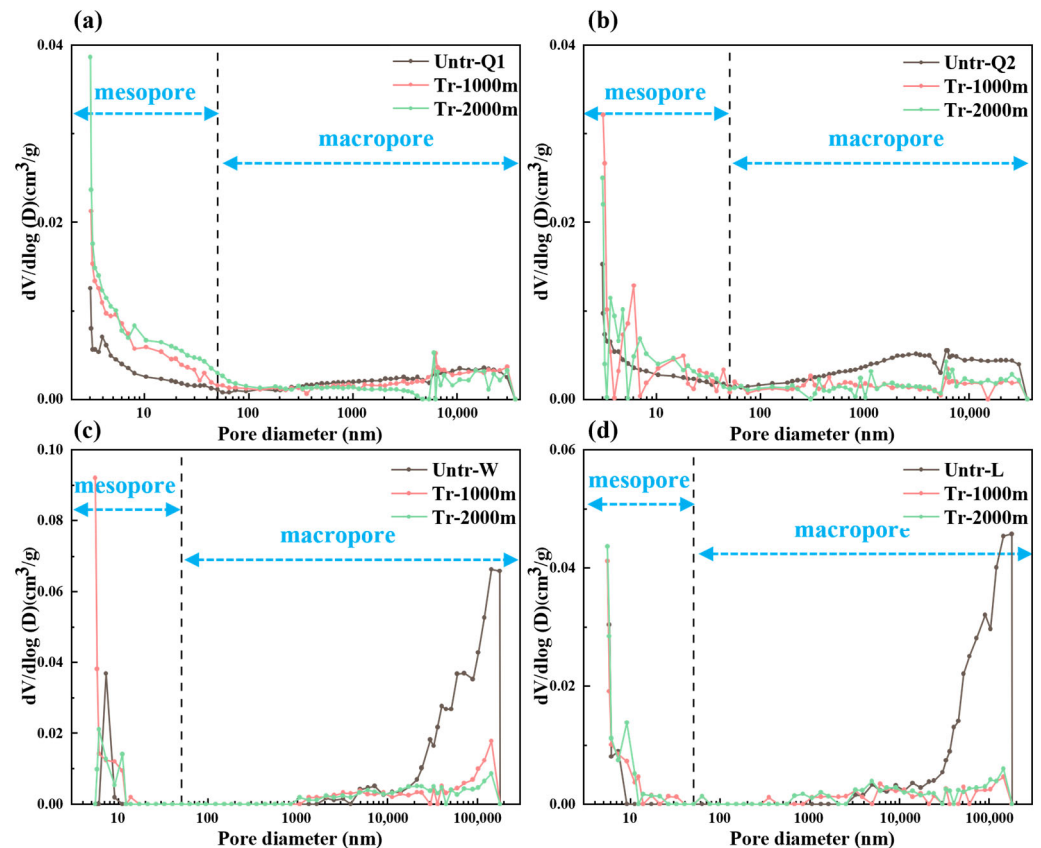 (a)
0.04
Untr-Q1
Tr-1000m
Tr-2000m
mesopore
macropore
0.02
0.00
dV/dlog (D)(cm³/g)
10
100
1000
10,000
Pore diameter (nm)
(b)
0.04
Untr-Q2
Tr-1000m
Tr-2000m
mesopore
macropore
0.02
0.00
dV/dlog (D)(cm³/g)
10
100
1000
10,000
Pore diameter (nm)
(c)
0.10
Untr-W
Tr-1000m
Tr-2000m
mesopore
macropore
0.08
0.06
0.04
0.02
0.00
dV/dlog (D)(cm³/g)
10
100
1000
10,000
100,000
Pore diameter (nm)
(d)
0.06
Untr-L
Tr-1000m
Tr-2000m
mesopore
macropore
0.04
0.02
0.00
dV/dlog (D)(cm³/g)
10
100
1000
10,000
100,000
Pore diameter (nm)